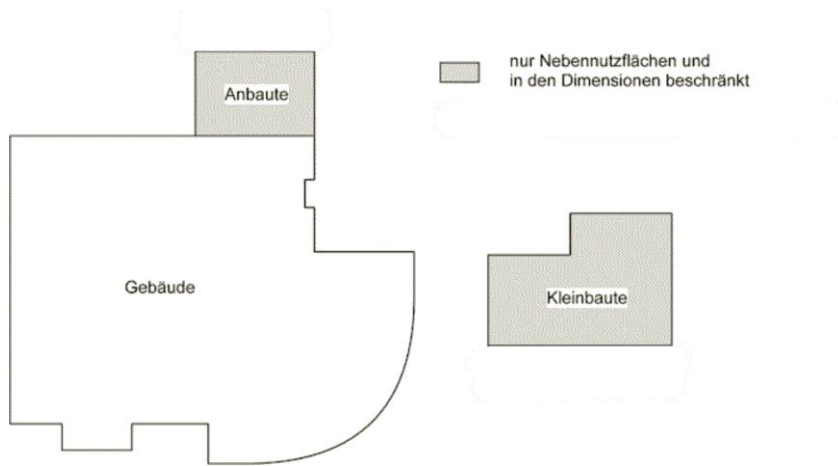 nur Nebennutzflächen und
in den Dimensionen beschränkt
Anbaute
Gebäude
Kleinbaute